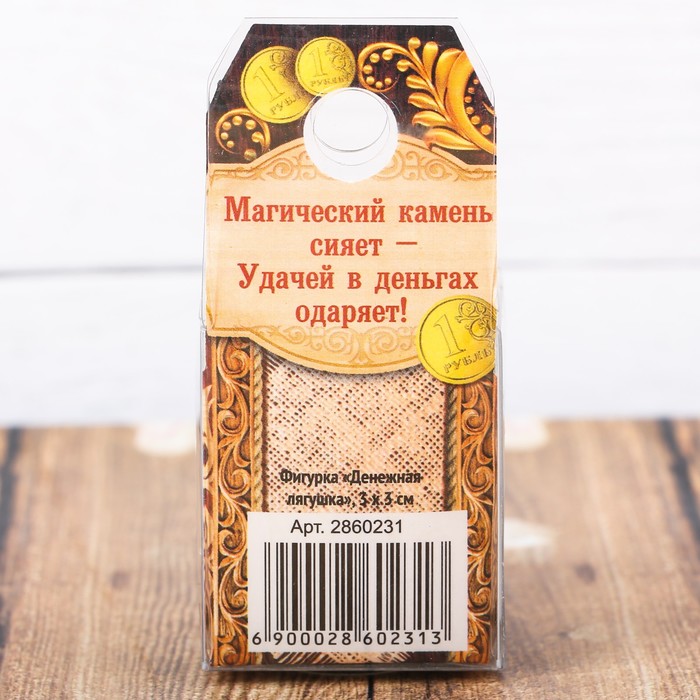 1
РУБЛЬ
1
РУБЛЬ
Магический камень
сияет –
Удачей в деньгах
одаряет!
1
РУБЛЬ
Фигурка «Денежная
лягушка», 3 х 3 см
Арт. 2860231
6 900028 602313